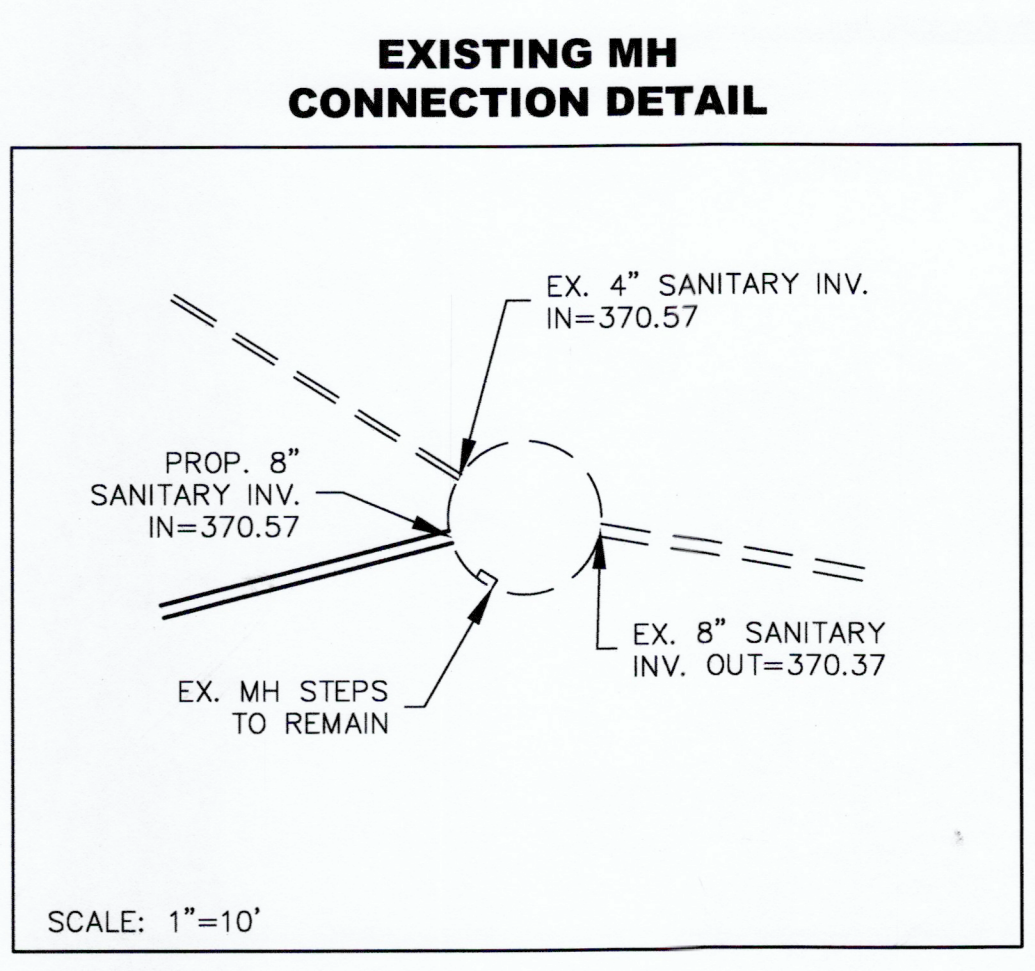 EXISTING MH
CONNECTION DETAIL
EX. 4" SANITARY INV.
IN=370.57
PROP. 8"
SANITARY INV.
IN=370.57
EX. 8" SANITARY
INV. OUT=370.37
EX. MH STEPS
TO REMAIN
SCALE: 1"=10'